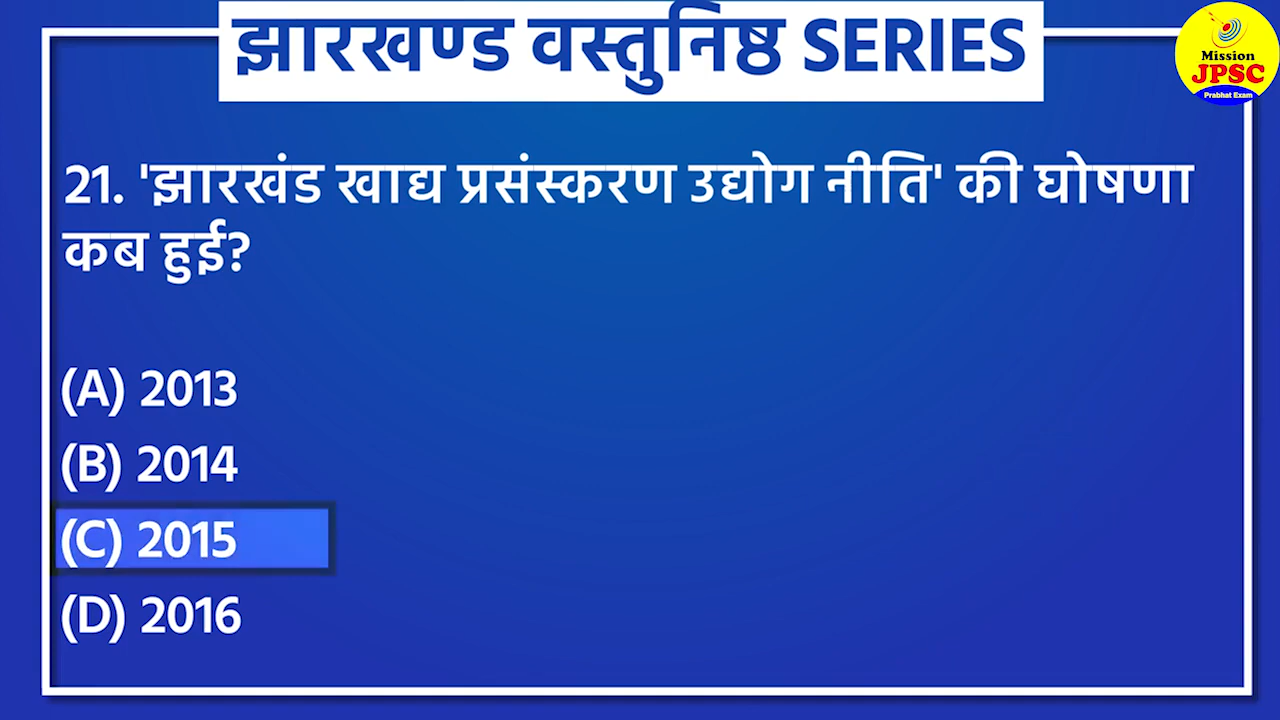 झारखण्ड वस्तुनिष्ठ SERIES
Mission
JPSC
Prabhat Exam
21. 'झारखंड खाद्य प्रसंस्करण उद्योग नीति' की घोषणा
कब हुई?
(A) 2013
(B) 2014
(C) 2015
(D) 2016